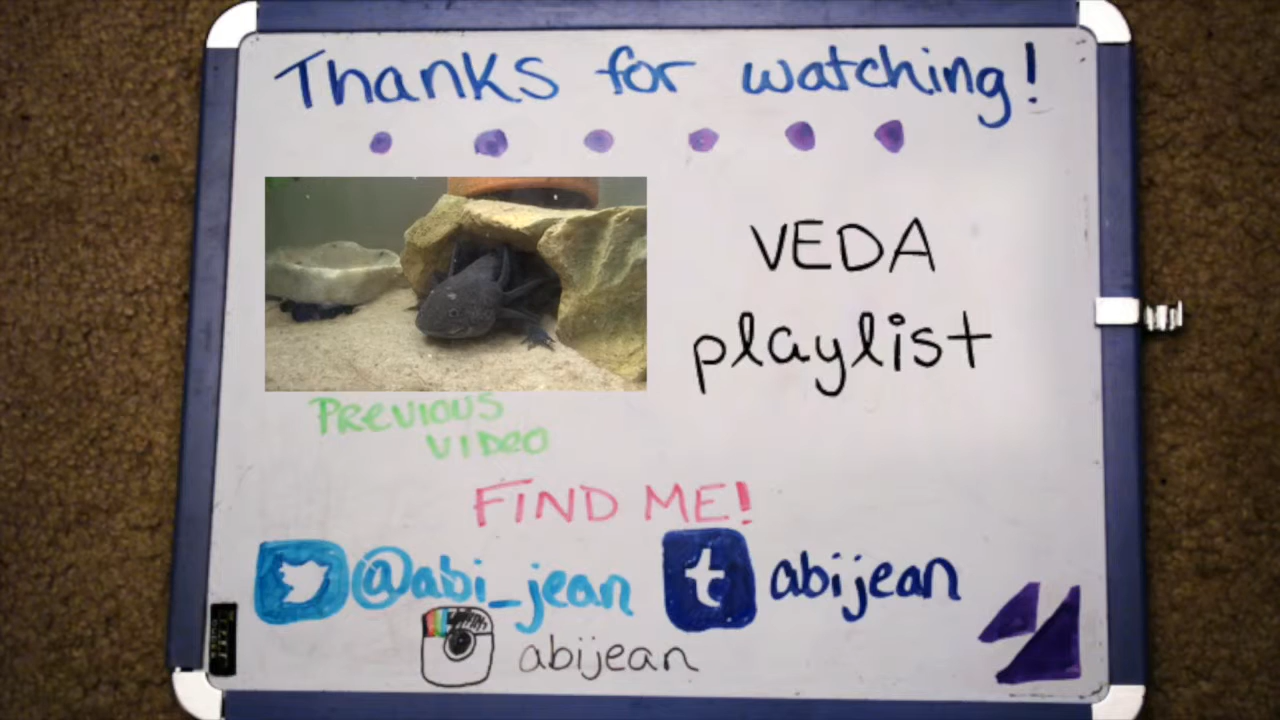 Thanks for watching!
VEDA
playlist
PREVIOUS
VIDEO
FIND ME!
@abi_jean
t abijean
abijean